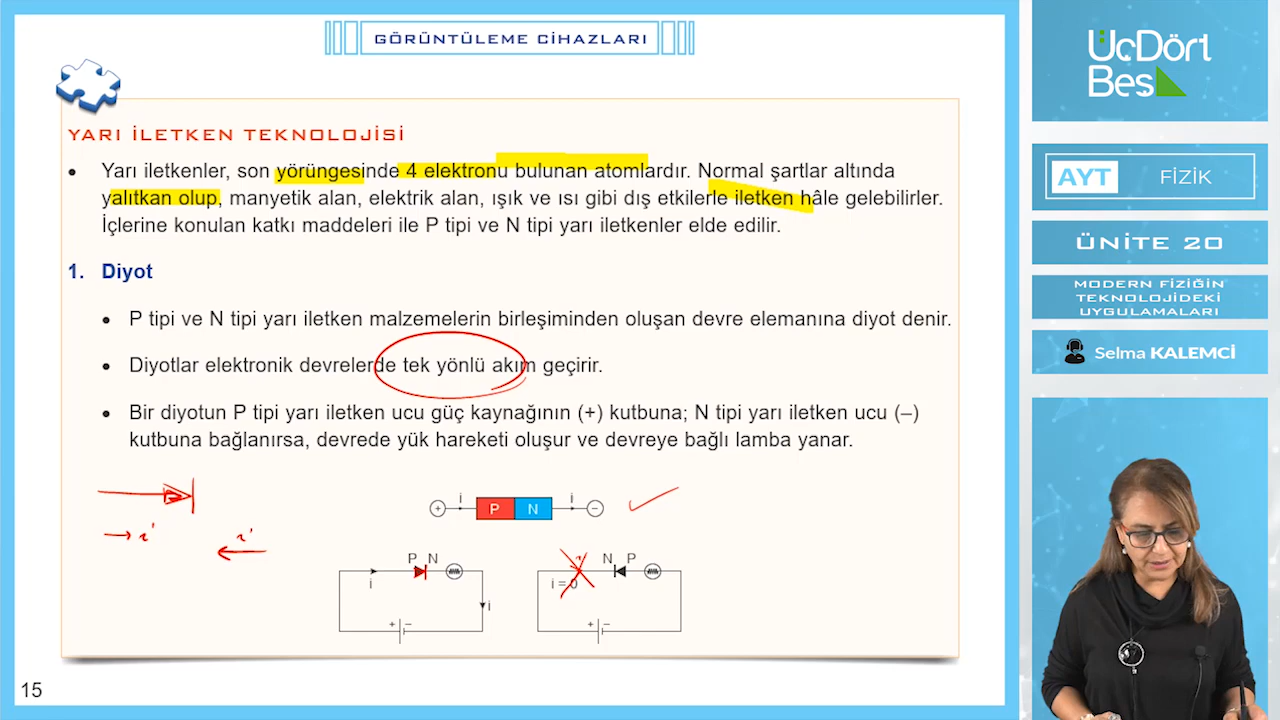 GÖRÜNTÜLEME CİHAZLARI
YARI İLETKEN TEKNOLOJİSİ
• Yarı iletkenler, son yörüngesinde 4 elektronu bulunan atomlardır. Normal şartlar altında
yalıtkan olup, manyetik alan, elektrik alan, ışık ve ısı gibi dış etkilerle iletken hâle gelebilirler.
İçlerine konulan katkı maddeleri ile P tipi ve N tipi yarı iletkenler elde edilir.
1. Diyot
• P tipi ve N tipi yarı iletken malzemelerin birleşiminden oluşan devre elemanına diyot denir.
• Diyotlar elektronik devrelerde tek yönlü akım geçirir.
• Bir diyotun P tipi yarı iletken ucu güç kaynağının (+) kutbuna; N tipi yarı iletken ucu (–)
kutbuna bağlanırsa, devrede yük hareketi oluşur ve devreye bağlı lamba yanar.
+ i P N i –
→ i' ← i'
P N
i
i
+ –
N P
i = 0
+ –
15
ÜçDört
Beş
AYT FİZİK
ÜNİTE 20
MODERN FİZİĞİN
TEKNOLOJİDEKİ
UYGULAMALARI
Selma KALEMCİ